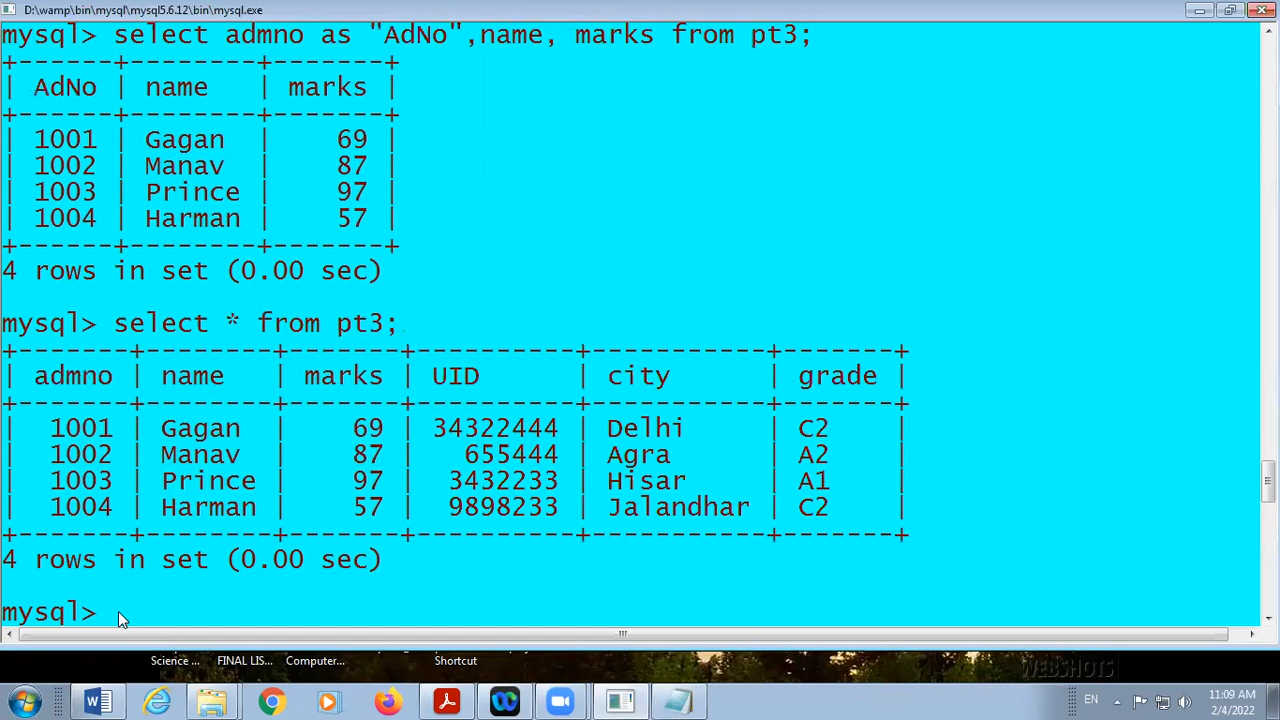 D:\wamp\bin\mysql\mysql5.6.12\bin\mysql.exe
mysql> select admno as "AdNo",name, marks from pt3;
+------+--------+-------+
| AdNo | name   | marks |
+------+--------+-------+
| 1001 | Gagan  |    69 |
| 1002 | Manav  |    87 |
| 1003 | Prince |    97 |
| 1004 | Harman |    57 |
+------+--------+-------+
4 rows in set (0.00 sec)
mysql> select * from pt3;
+-------+--------+-------+----------+-----------+-------+
| admno | name   | marks | UID      | city      | grade |
+-------+--------+-------+----------+-----------+-------+
|  1001 | Gagan  |    69 | 34322444 | Delhi     | C2    |
|  1002 | Manav  |    87 |   655444 | Agra      | A2    |
|  1003 | Prince |    97 |  3432233 | Hisar     | A1    |
|  1004 | Harman |    57 |  9898233 | Jalandhar | C2    |
+-------+--------+-------+----------+-----------+-------+
4 rows in set (0.00 sec)
mysql>
Science ... FINAL LIS... Computer... Shortcut
WEBSHOTS
EN 11:09 AM
2/4/2022